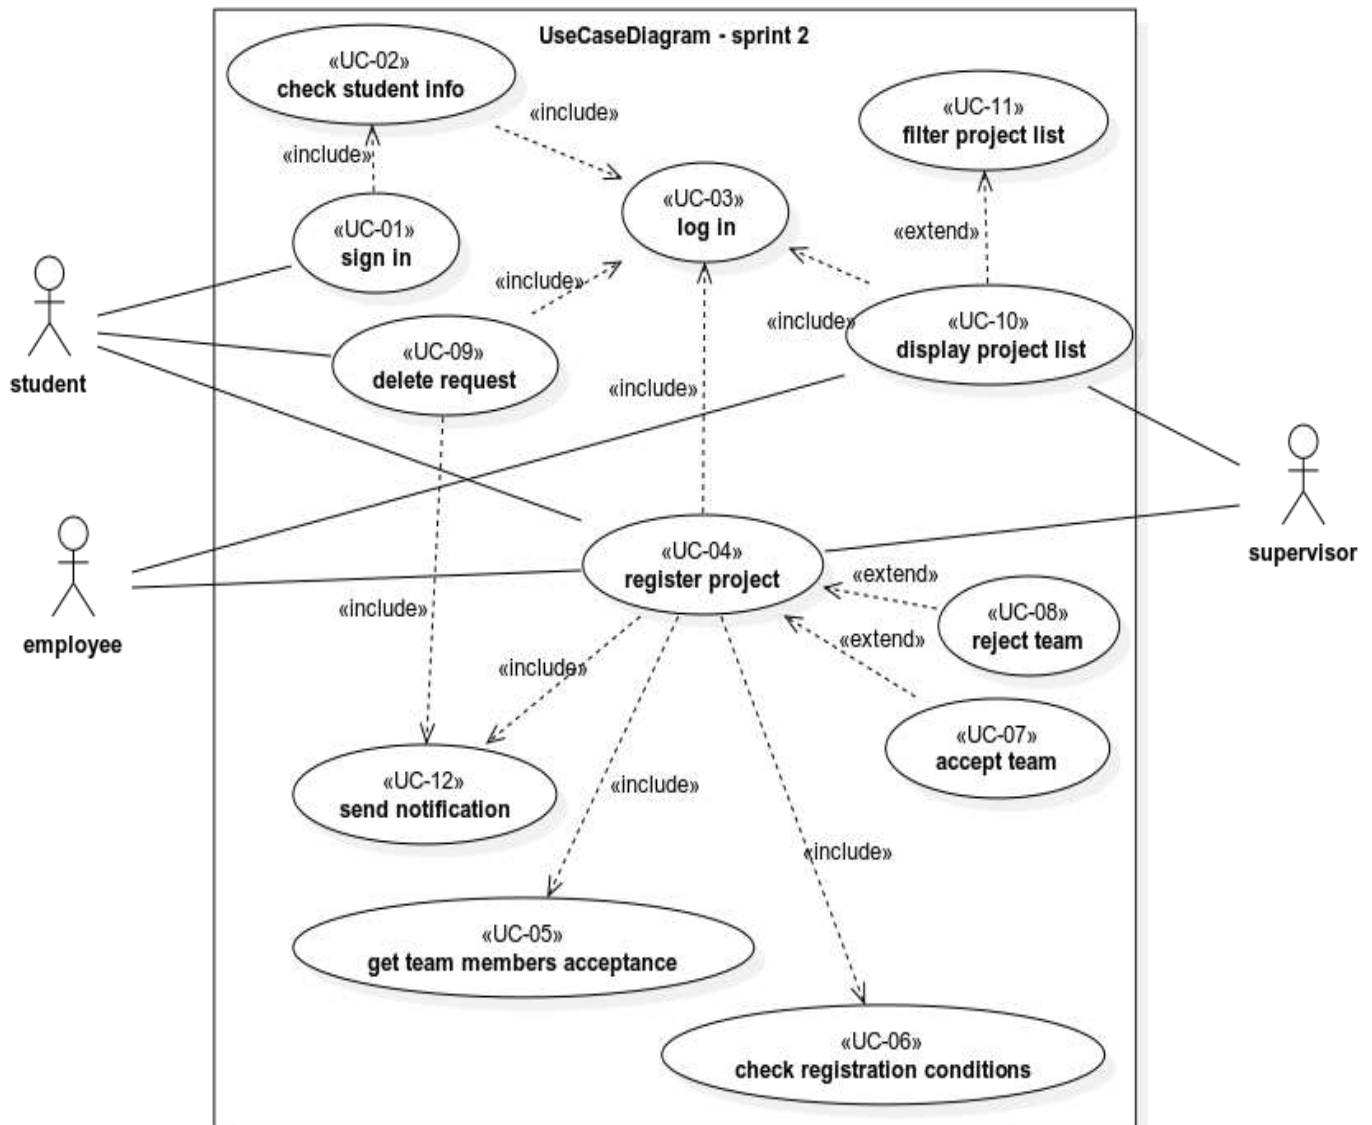 UseCaseDiagram - sprint 2
«UC-02»
check student info
«include»
«include»
«UC-11»
filter project list
«UC-01»
sign in
«UC-03»
log in
«extend»
«include»
«include»
«UC-10»
display project list
student
«UC-09»
delete request
«include»
«include»
employee
«UC-04»
register project
supervisor
«extend»
«UC-08»
reject team
«extend»
«include»
«UC-07»
accept team
«UC-12»
send notification
«include»
«include»
«UC-05»
get team members acceptance
«UC-06»
check registration conditions